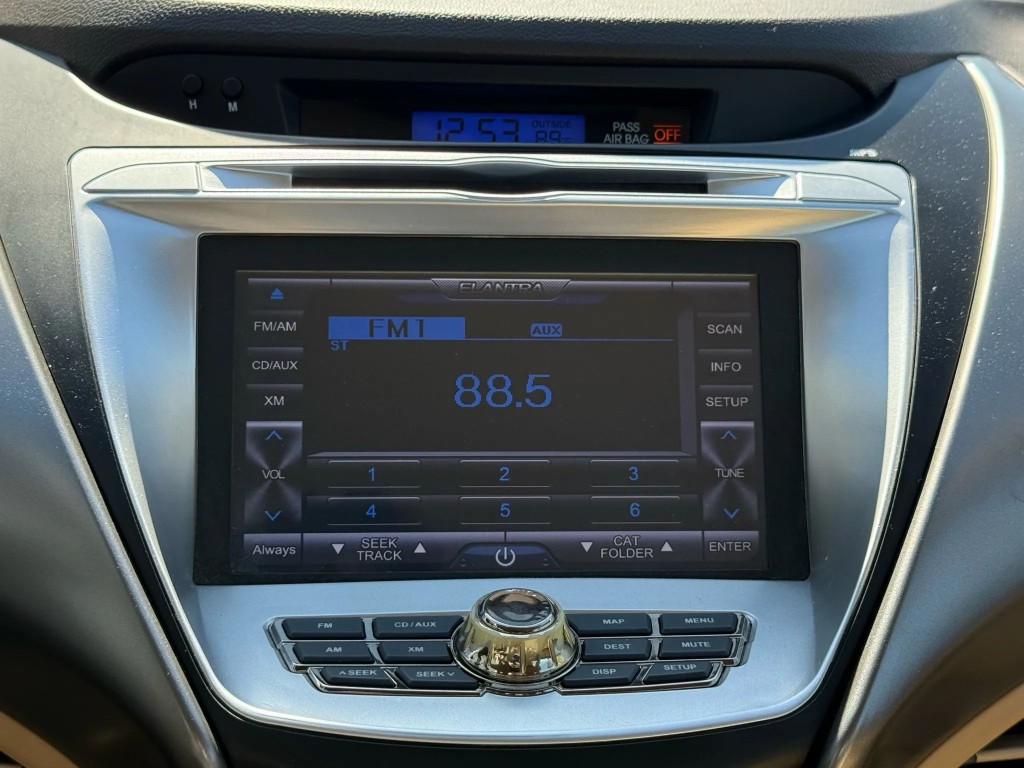 H M
12 53
OUTSIDE
89
PASS
AIR BAG OFF
ELANTRA
FM/AM
FM1
AUX
SCAN
ST
CD/AUX
88.5
INFO
XM
SETUP
VOL
1 2 3
TUNE
4 5 6
Always
SEEK
TRACK
CAT
FOLDER
ENTER
FM CD/AUX MAP MENU
AM XM DEST MUTE
SEEK SEEK DISP SETUP